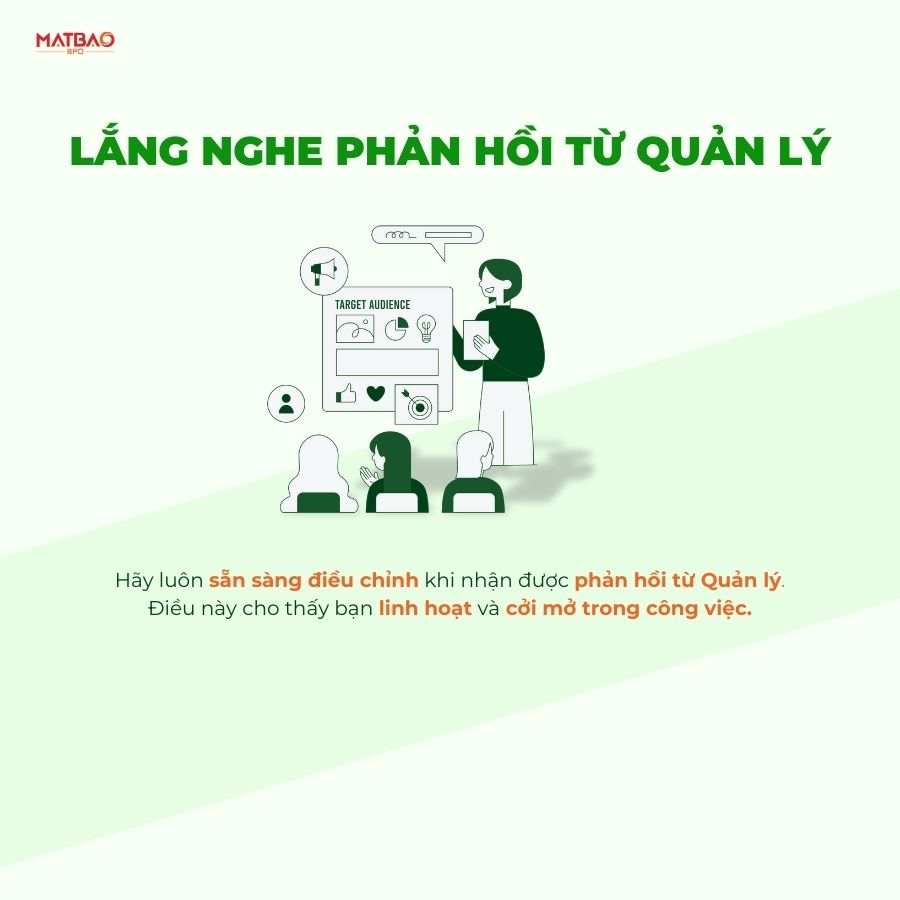 MATBAO
BPO
LẮNG NGHE PHẢN HỒI TỪ QUẢN LÝ
TARGET AUDIENCE
Hãy luôn sẵn sàng điều chỉnh khi nhận được phản hồi từ Quản lý.
Điều này cho thấy bạn linh hoạt và cởi mở trong công việc.